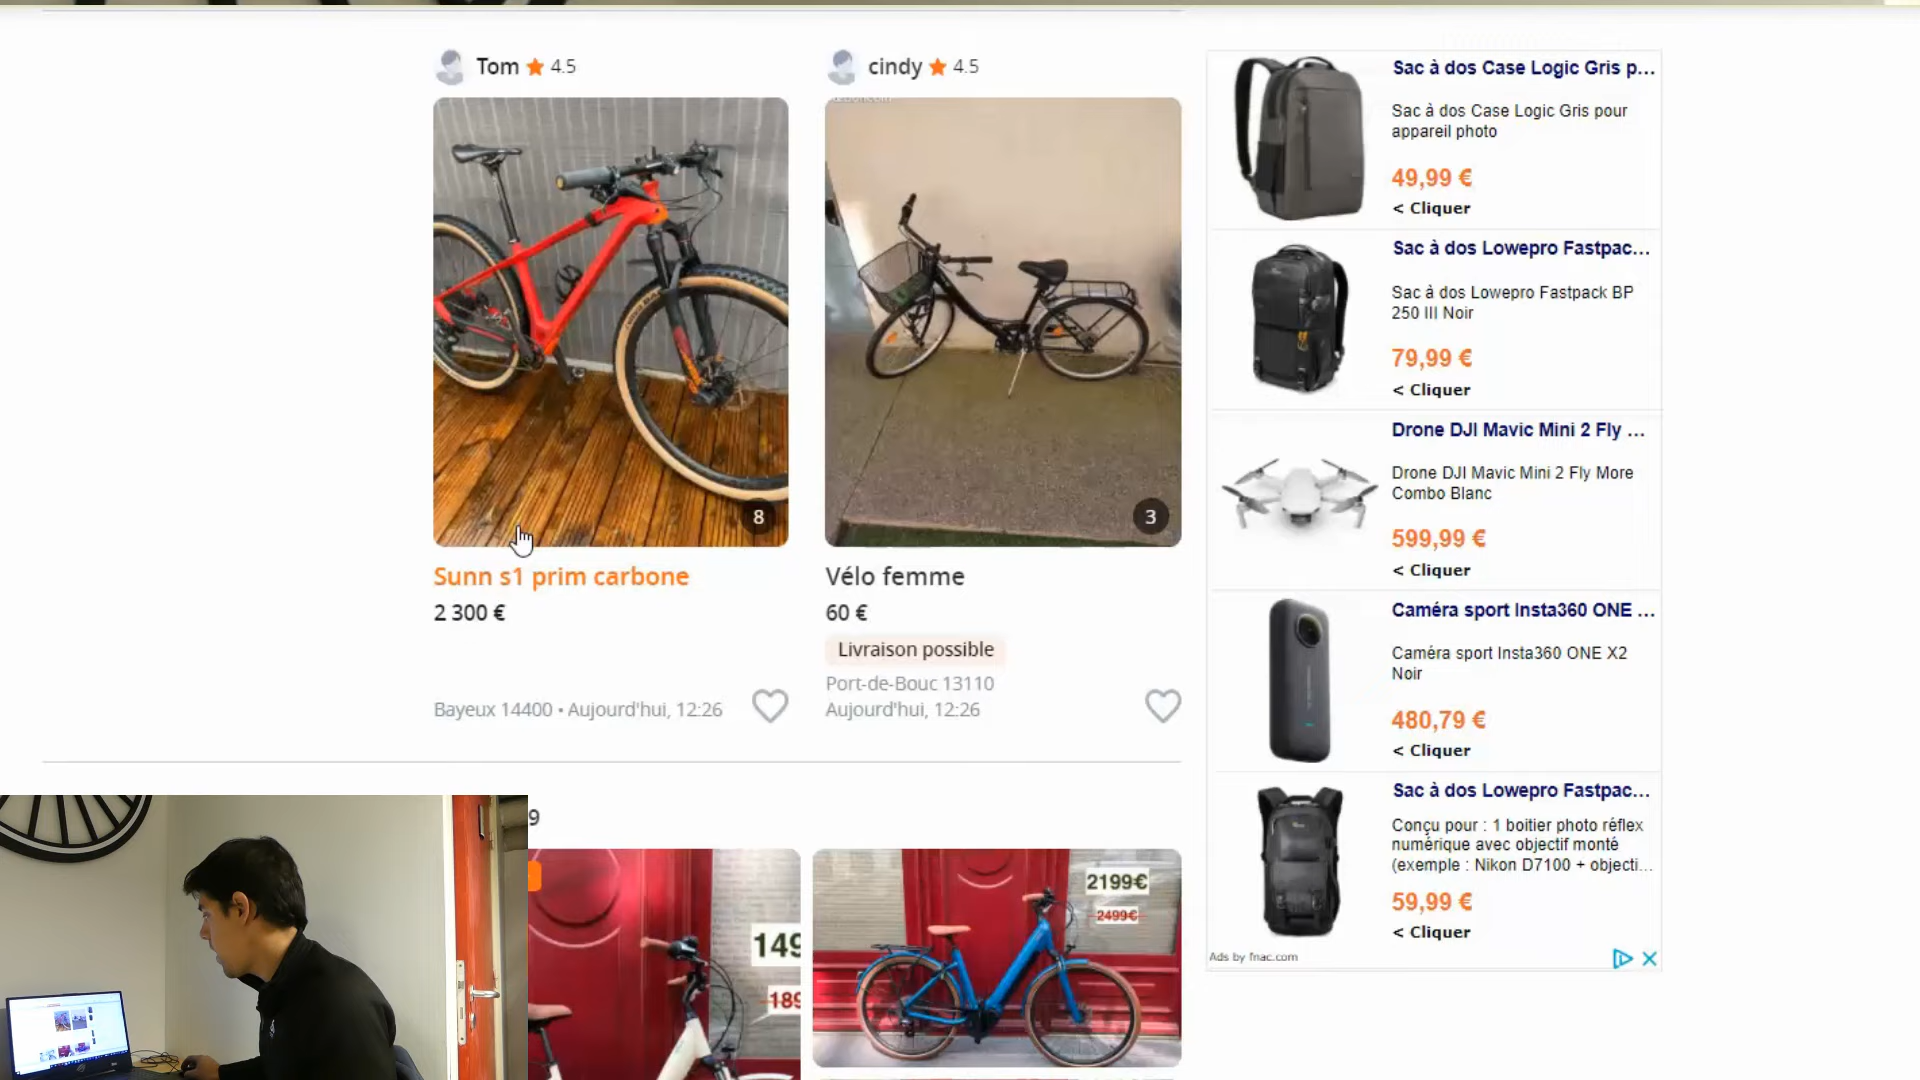 Tom 4.5
cindy 4.5
8
3
Sunn s1 prim carbone
2 300 €
Bayeux 14400 • Aujourd'hui, 12:26
Vélo femme
60 €
Livraison possible
Port-de-Bouc 13110
Aujourd'hui, 12:26
9
149
189
2199€
2499€
Sac à dos Case Logic Gris p...
Sac à dos Case Logic Gris pour
appareil photo
49,99 €
< Cliquer
Sac à dos Lowepro Fastpac...
Sac à dos Lowepro Fastpack BP
250 III Noir
79,99 €
< Cliquer
Drone DJI Mavic Mini 2 Fly ...
Drone DJI Mavic Mini 2 Fly More
Combo Blanc
599,99 €
< Cliquer
Caméra sport Insta360 ONE ...
Caméra sport Insta360 ONE X2
Noir
480,79 €
< Cliquer
Sac à dos Lowepro Fastpac...
Conçu pour : 1 boitier photo réflex
numérique avec objectif monté
(exemple : Nikon D7100 + objecti...
59,99 €
< Cliquer
Ads by fnac.com